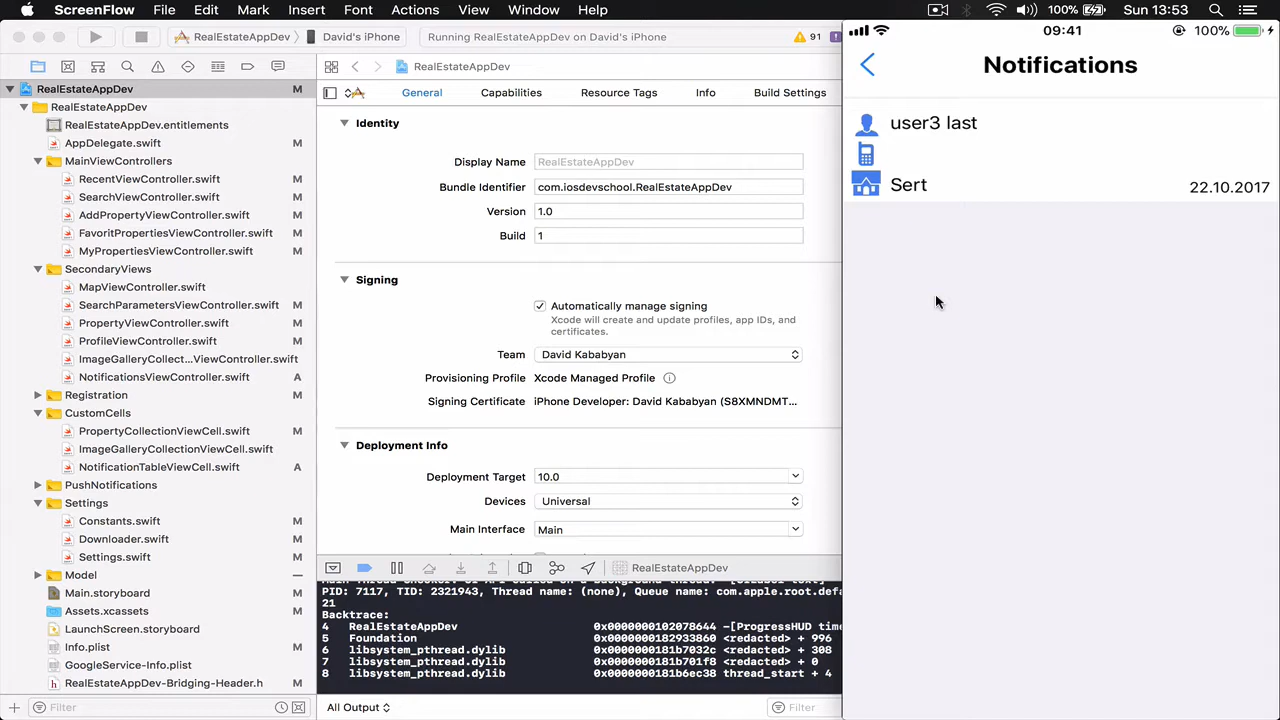 ScreenFlow File Edit Mark Insert Font Actions View Window Help 100% Sun 13:53
RealEstateAppDev David's iPhone Running RealEstateAppDev on David's iPhone 91
RealEstateAppDev
RealEstateAppDev M
RealEstateAppDev
RealEstateAppDev.entitlements
AppDelegate.swift M
MainViewControllers
RecentViewController.swift M
SearchViewController.swift M
AddPropertyViewController.swift M
FavoritPropertiesViewController.swift M
MyPropertiesViewController.swift M
SecondaryViews
MapViewController.swift M
SearchParametersViewController.swift M
PropertyViewController.swift M
ProfileViewController.swift M
ImageGalleryCollect...ViewController.swift M
NotificationsViewController.swift A
Registration M
CustomCells
PropertyCollectionViewCell.swift M
ImageGalleryCollectionViewCell.swift M
NotificationTableViewCell.swift A
PushNotifications M
Settings
Constants.swift M
Downloader.swift M
Settings.swift M
Model
Main.storyboard M
Assets.xcassets M
LaunchScreen.storyboard
Info.plist M
GoogleService-Info.plist
RealEstateAppDev-Bridging-Header.h M
Filter
General Capabilities Resource Tags Info Build Settings
Identity
Display Name RealEstateAppDev
Bundle Identifier com.iosdevschool.RealEstateAppDev
Version 1.0
Build 1
Signing
Automatically manage signing
Xcode will create and update profiles, app IDs, and
certificates.
Team David Kababyan
Provisioning Profile Xcode Managed Profile
Signing Certificate iPhone Developer: David Kababyan (S8XMNDMT...
Deployment Info
Deployment Target 10.0
Devices Universal
Main Interface Main
RealEstateAppDev
PID: 7117, TID: 2321943, Thread name: (none), Queue name: com.apple.root.defa
21
Backtrace:
4 RealEstateAppDev 0x0000000102078644 -[ProgressHUD time
5 Foundation 0x0000000182933860 <redacted> + 996
6 libsystem_pthread.dylib 0x0000000181b7032c <redacted> + 308
7 libsystem_pthread.dylib 0x0000000181b701f8 <redacted> + 0
8 libsystem_pthread.dylib 0x0000000181b6ec38 thread_start + 4
All Output Filter
09:41 100%
Notifications
user3 last
Sert 22.10.2017